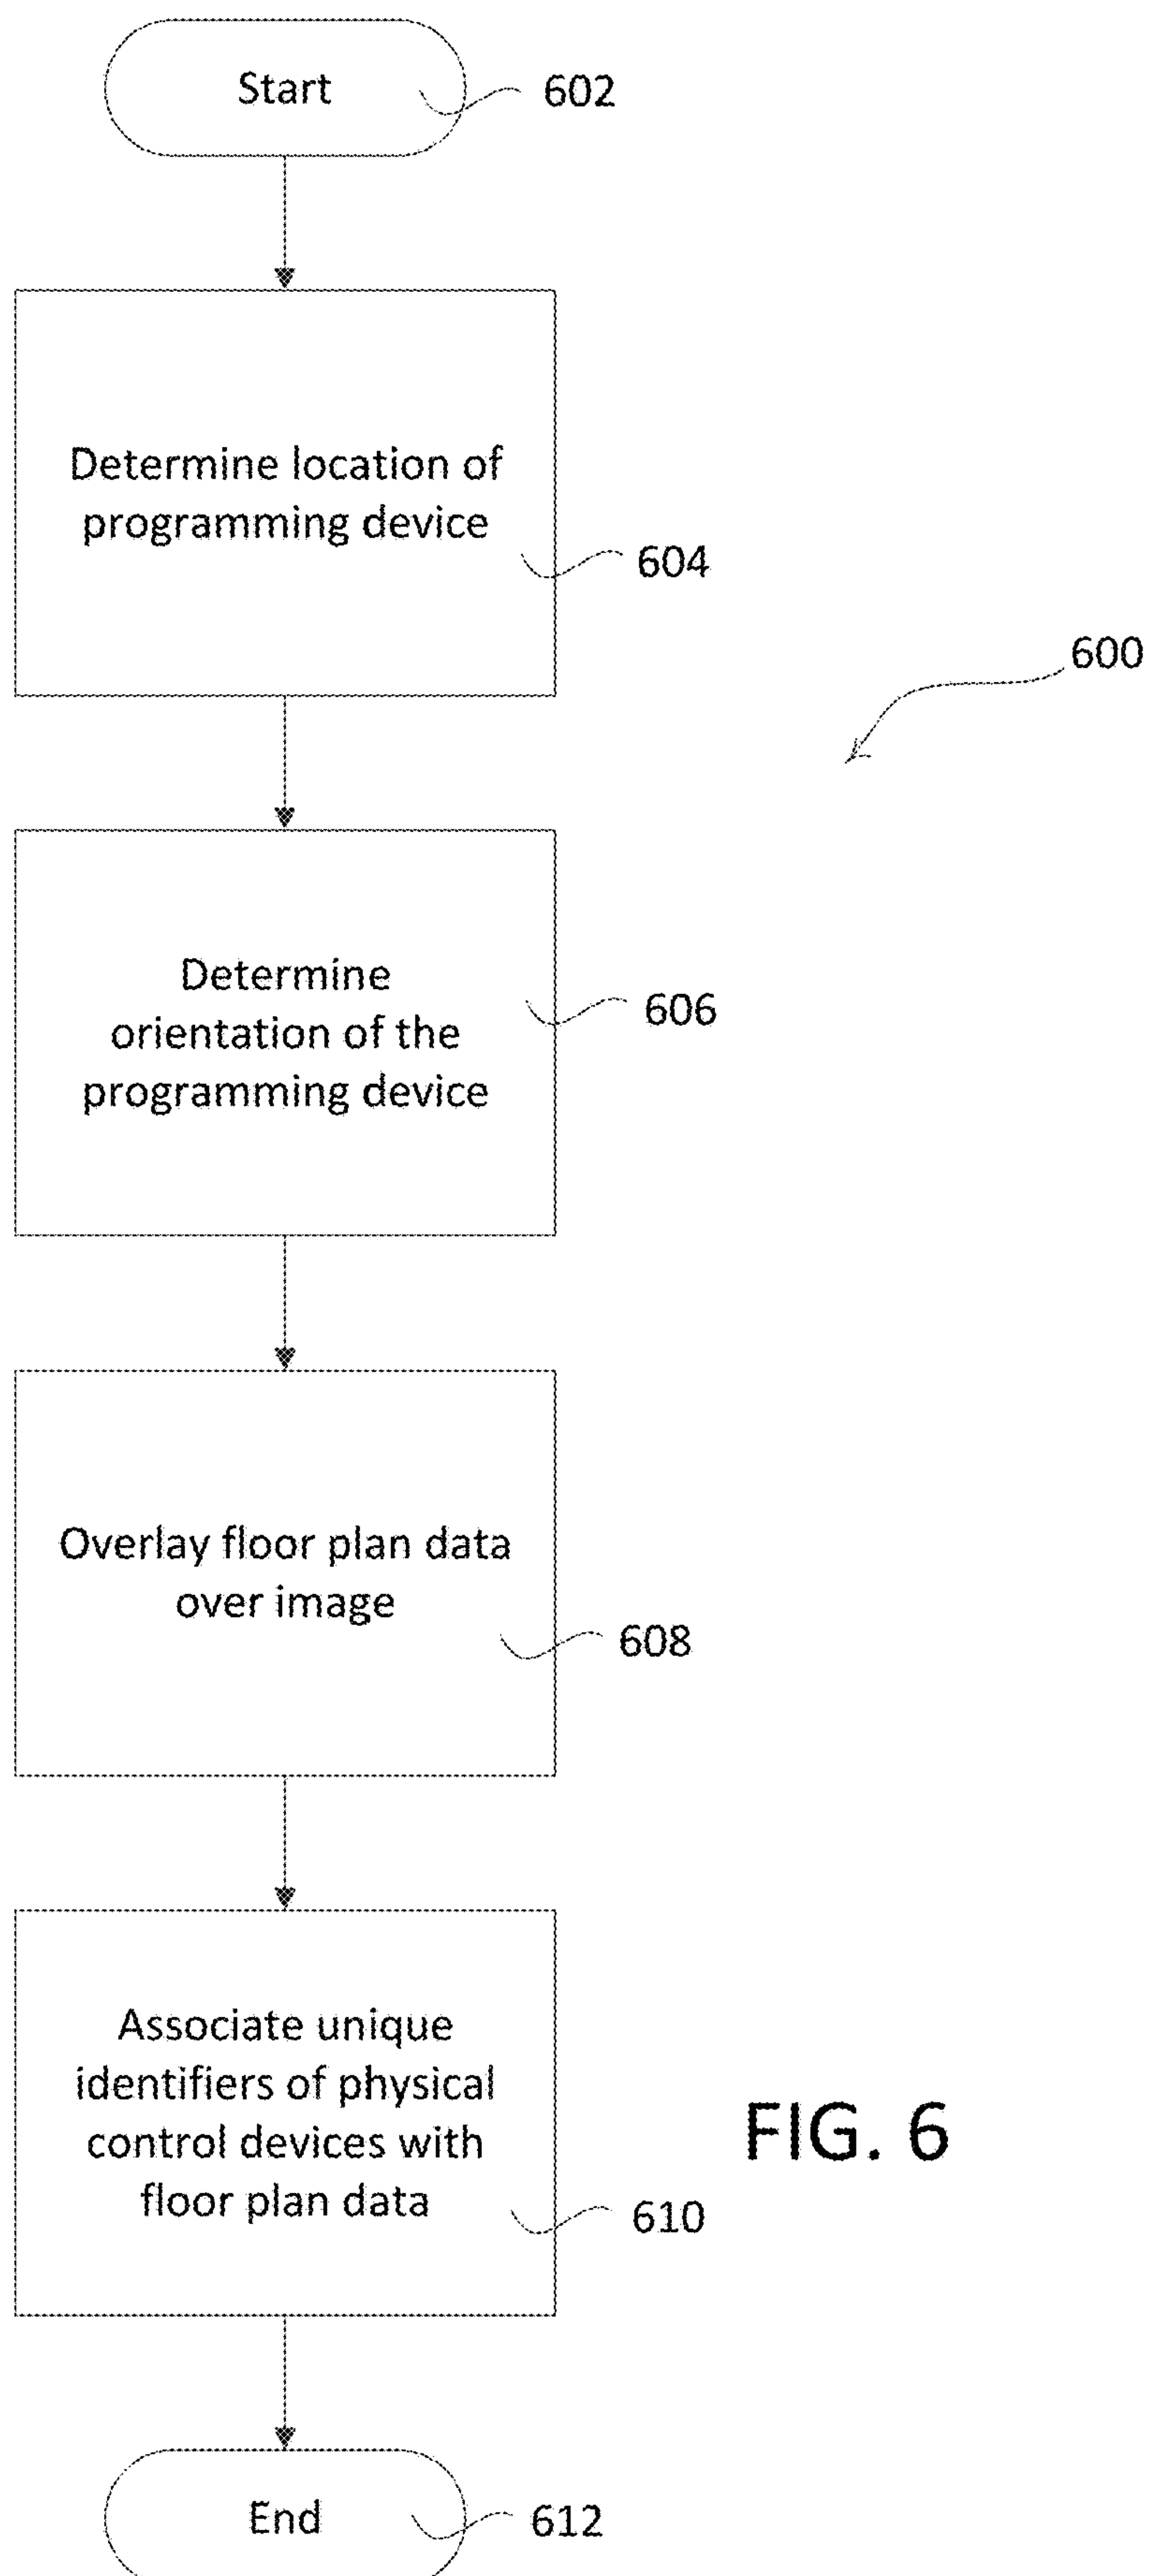 Start
602
Determine location of
programming device
604
600
Determine
orientation of the
programming device
606
Overlay floor plan data
over image
608
Associate unique
identifiers of physical
control devices with
floor plan data
610
FIG. 6
End
612